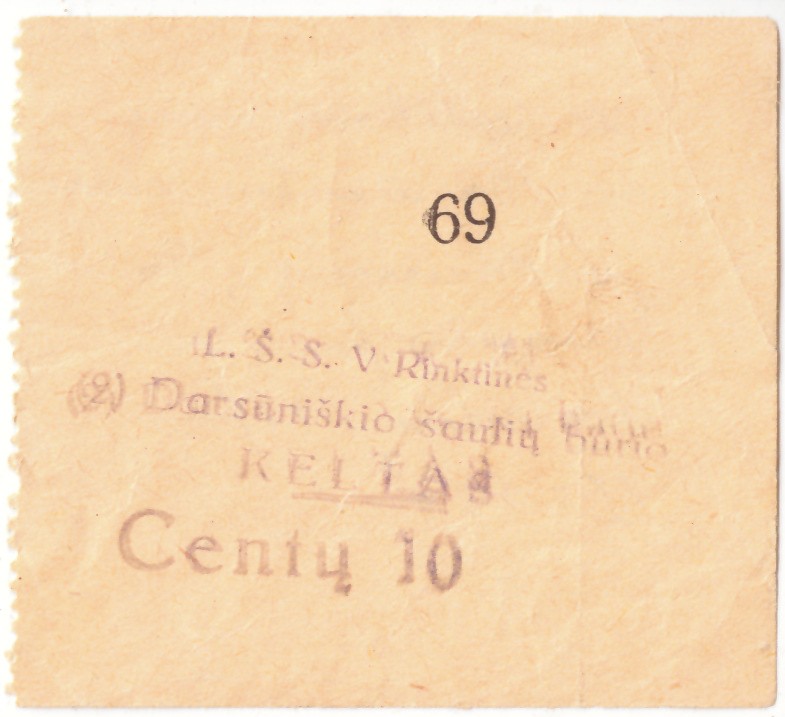 69
L. Š. S. V Rinktinės
(2) Darsūniškio šaulių būrio
KELTAS
Centų 10